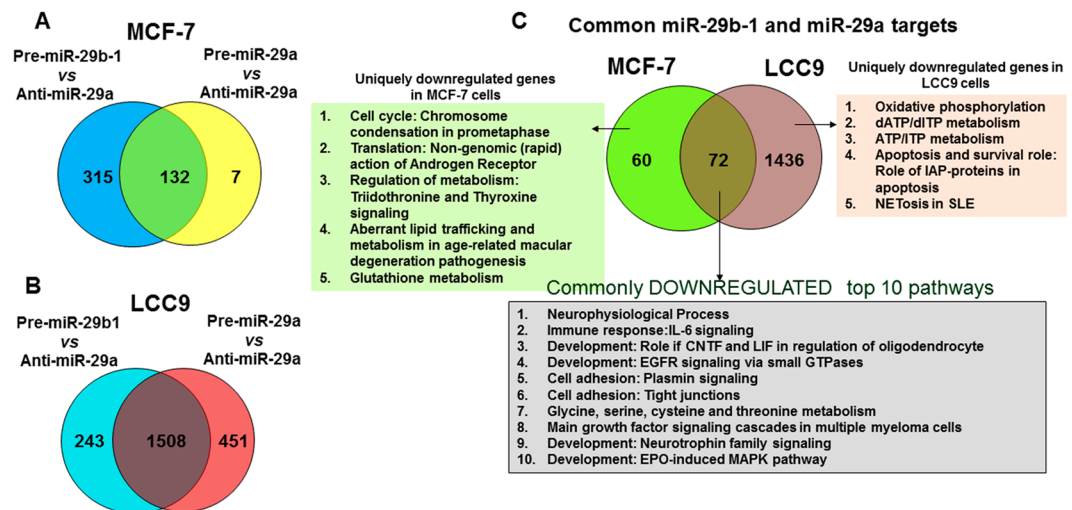 A
MCF-7
Pre-miR-29b-1
vs
Anti-miR-29a
Pre-miR-29a
vs
Anti-miR-29a
315
132
7
B
LCC9
Pre-miR-29b1
vs
Anti-miR-29a
Pre-miR-29a
vs
Anti-miR-29a
243
1508
451
C
Common miR-29b-1 and miR-29a targets
MCF-7
LCC9
60
72
1436
Uniquely downregulated genes
in MCF-7 cells
1. Cell cycle: Chromosome
condensation in prometaphase
2. Translation: Non-genomic (rapid)
action of Androgen Receptor
3. Regulation of metabolism:
Triidothronine and Thyroxine
signaling
4. Aberrant lipid trafficking and
metabolism in age-related macular
degeneration pathogenesis
5. Glutathione metabolism
Uniquely downregulated genes in
LCC9 cells
1. Oxidative phosphorylation
2. dATP/dITP metabolism
3. ATP/ITP metabolism
4. Apoptosis and survival role:
Role of IAP-proteins in
apoptosis
5. NETosis in SLE
Commonly DOWNREGULATED top 10 pathways
1. Neurophysiological Process
2. Immune response:IL-6 signaling
3. Development: Role if CNTF and LIF in regulation of oligodendrocyte
4. Development: EGFR signaling via small GTPases
5. Cell adhesion: Plasmin signaling
6. Cell adhesion: Tight junctions
7. Glycine, serine, cysteine and threonine metabolism
8. Main growth factor signaling cascades in multiple myeloma cells
9. Development: Neurotrophin family signaling
10. Development: EPO-induced MAPK pathway